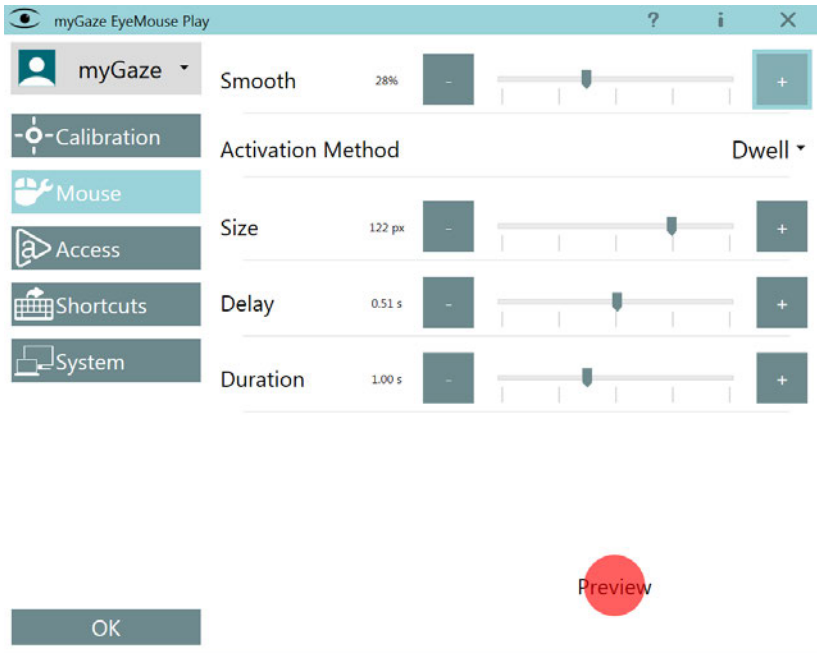 myGaze EyeMouse Play ? i X
myGaze
Smooth 28% - +
Calibration
Activation Method Dwell
Mouse
Size 122 px - +
a Access
Delay 0.51 s - +
Shortcuts
System
Duration 1.00 s - +
Preview
OK